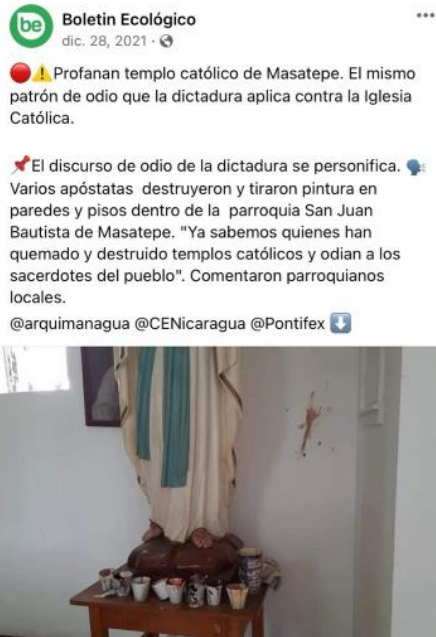 be
Boletin Ecológico
dic. 28, 2021 ·
Profanan templo católico de Masatepe. El mismo
patrón de odio que la dictadura aplica contra la Iglesia
Católica.
El discurso de odio de la dictadura se personifica.
Varios apóstatas destruyeron y tiraron pintura en
paredes y pisos dentro de la parroquia San Juan
Bautista de Masatepe. "Ya sabemos quienes han
quemado y destruido templos católicos y odian a los
sacerdotes del pueblo". Comentaron parroquianos
locales.
@arquimanagua @CENicaragua @Pontifex